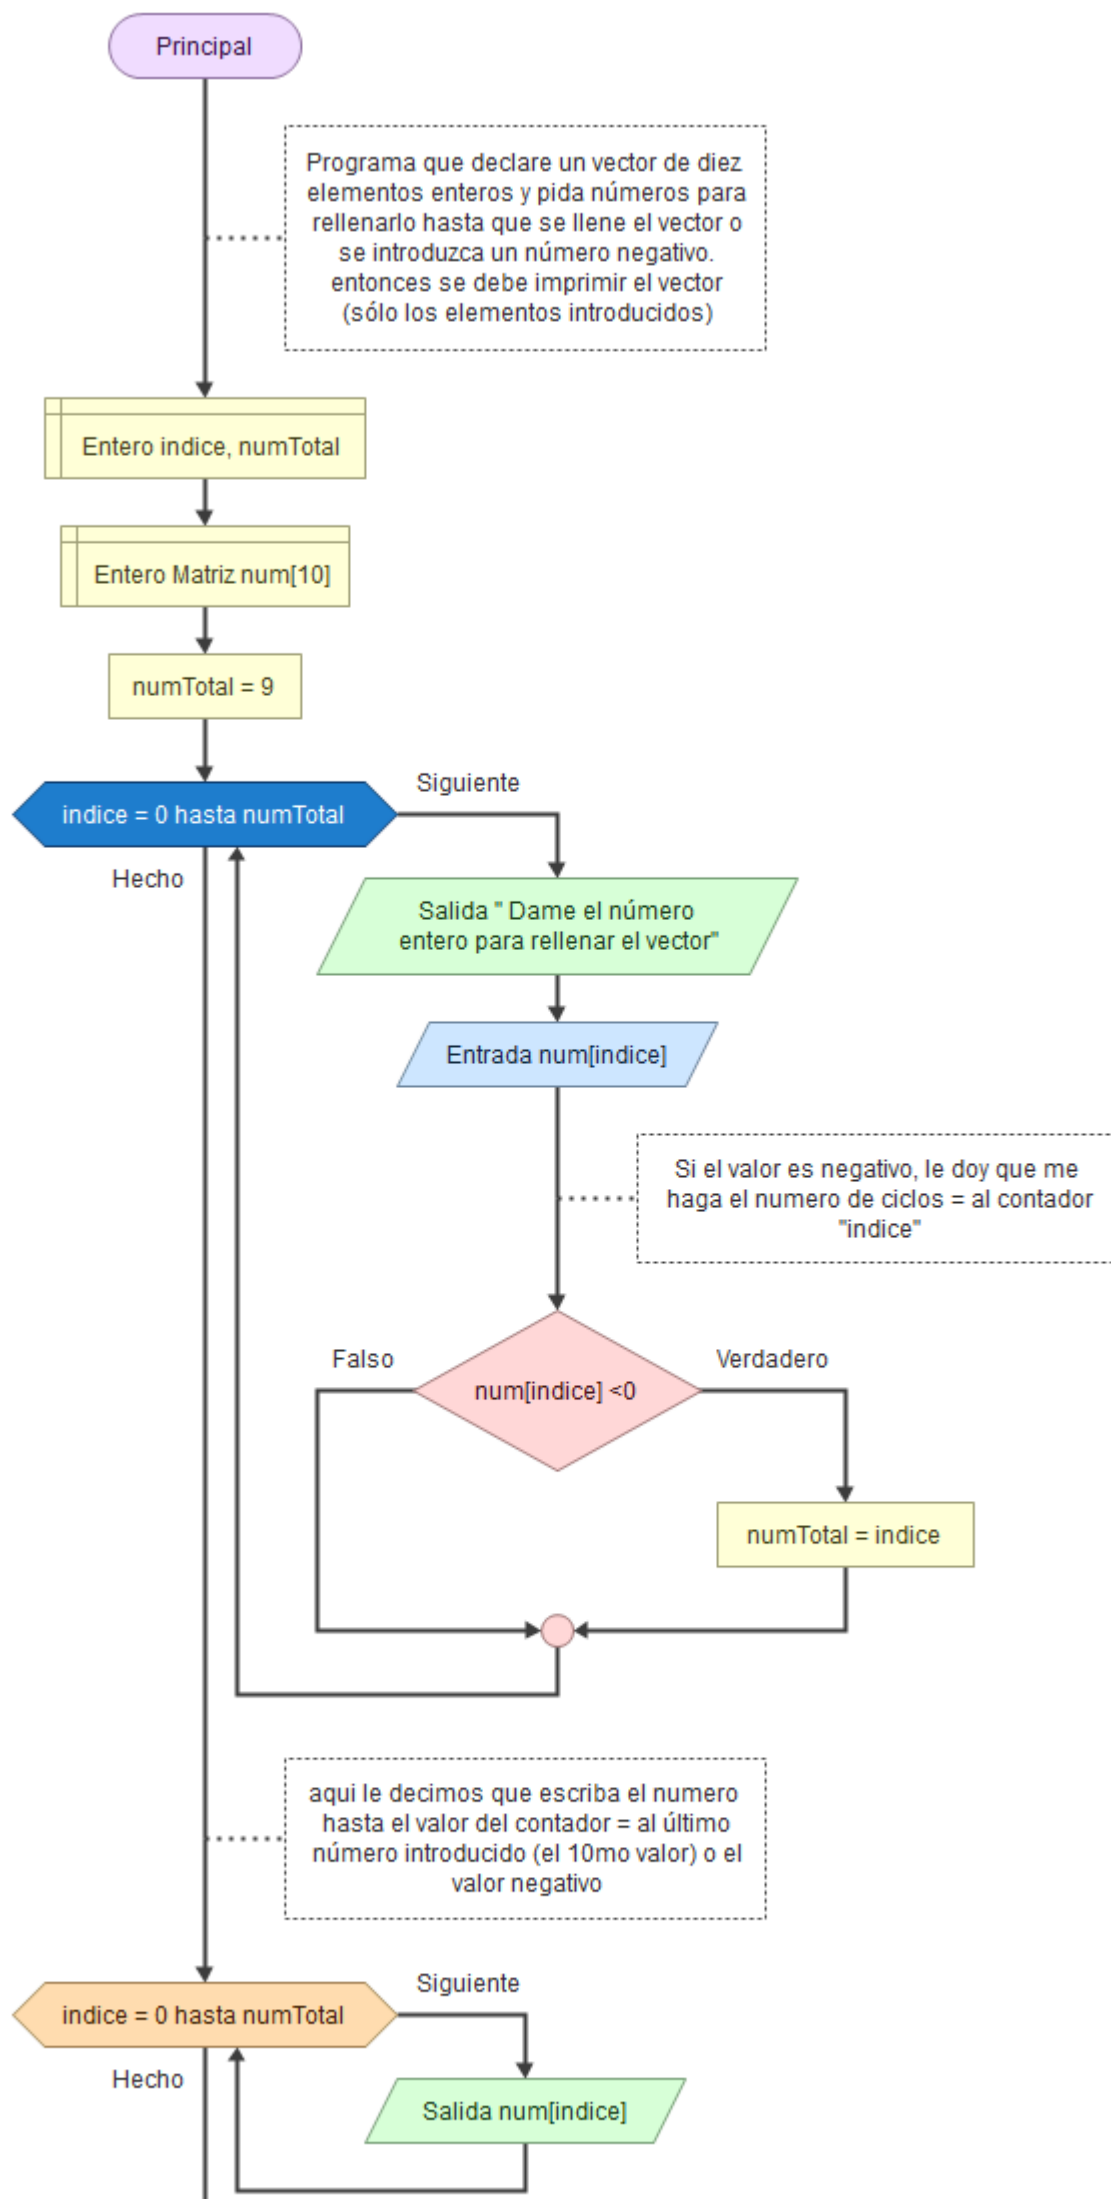 Principal
Programa que declare un vector de diez
elementos enteros y pida números para
rellenarlo hasta que se llene el vector o
se introduzca un número negativo.
entonces se debe imprimir el vector
(sólo los elementos introducidos)
Entero indice, numTotal
Entero Matriz num[10]
numTotal = 9
indice = 0 hasta numTotal
Siguiente
Hecho
Salida " Dame el número
entero para rellenar el vector"
Entrada num[indice]
Si el valor es negativo, le doy que me
haga el numero de ciclos = al contador
"indice"
Falso
Verdadero
num[indice] <0
numTotal = indice
aqui le decimos que escriba el numero
hasta el valor del contador = al último
número introducido (el 10mo valor) o el
valor negativo
indice = 0 hasta numTotal
Siguiente
Hecho
Salida num[indice]